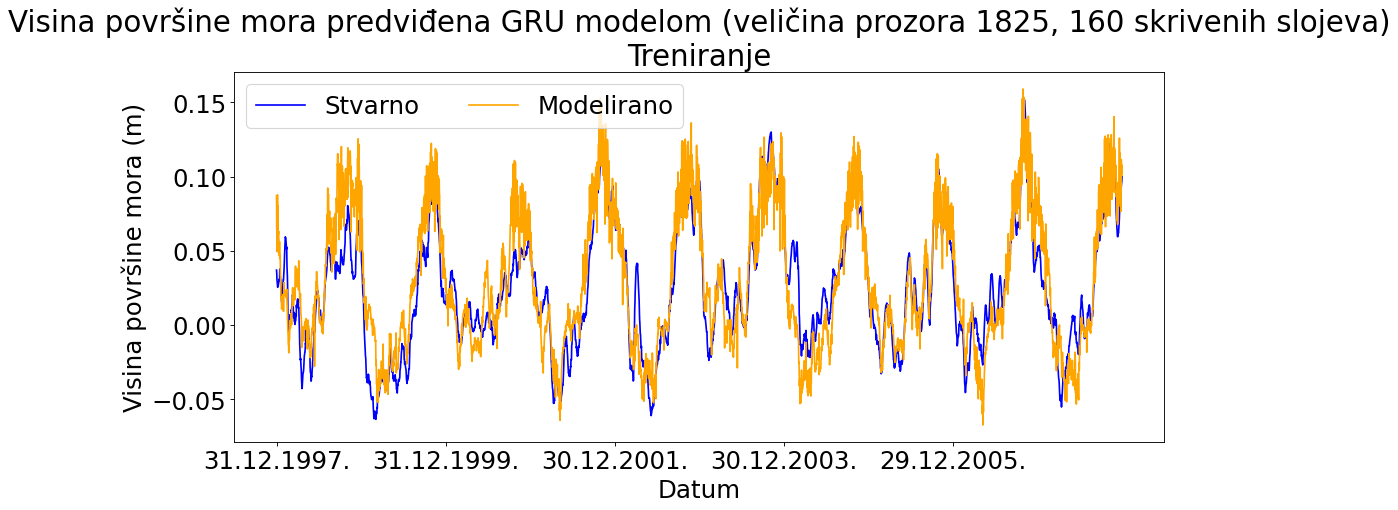 Visina površine mora predviđena GRU modelom (veličina prozora 1825, 160 skrivenih slojeva)
Treniranje
Stvarno Modelirano
Visina površine mora (m)
0.15
0.10
0.05
0.00
−0.05
31.12.1997. 31.12.1999. 30.12.2001. 30.12.2003. 29.12.2005.
Datum